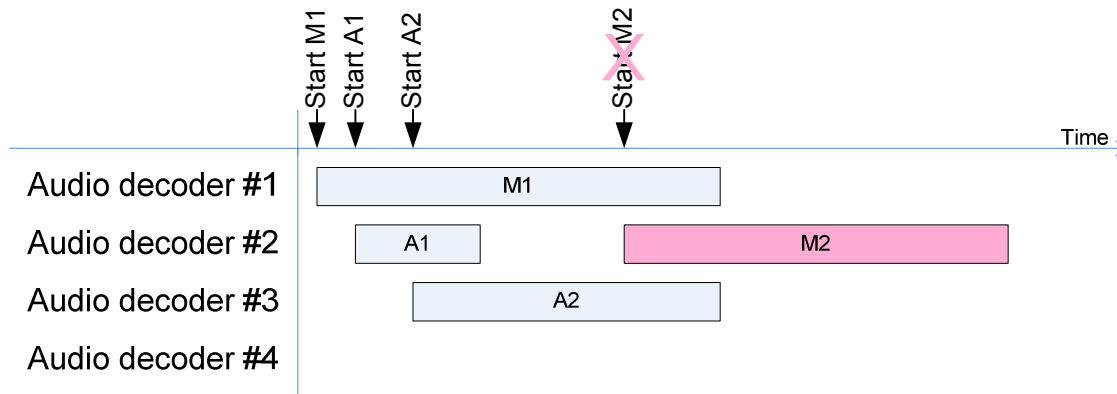 Start M1
Start A1
Start A2
Start M2
Time
Audio decoder #1
M1
Audio decoder #2
A1
M2
Audio decoder #3
A2
Audio decoder #4